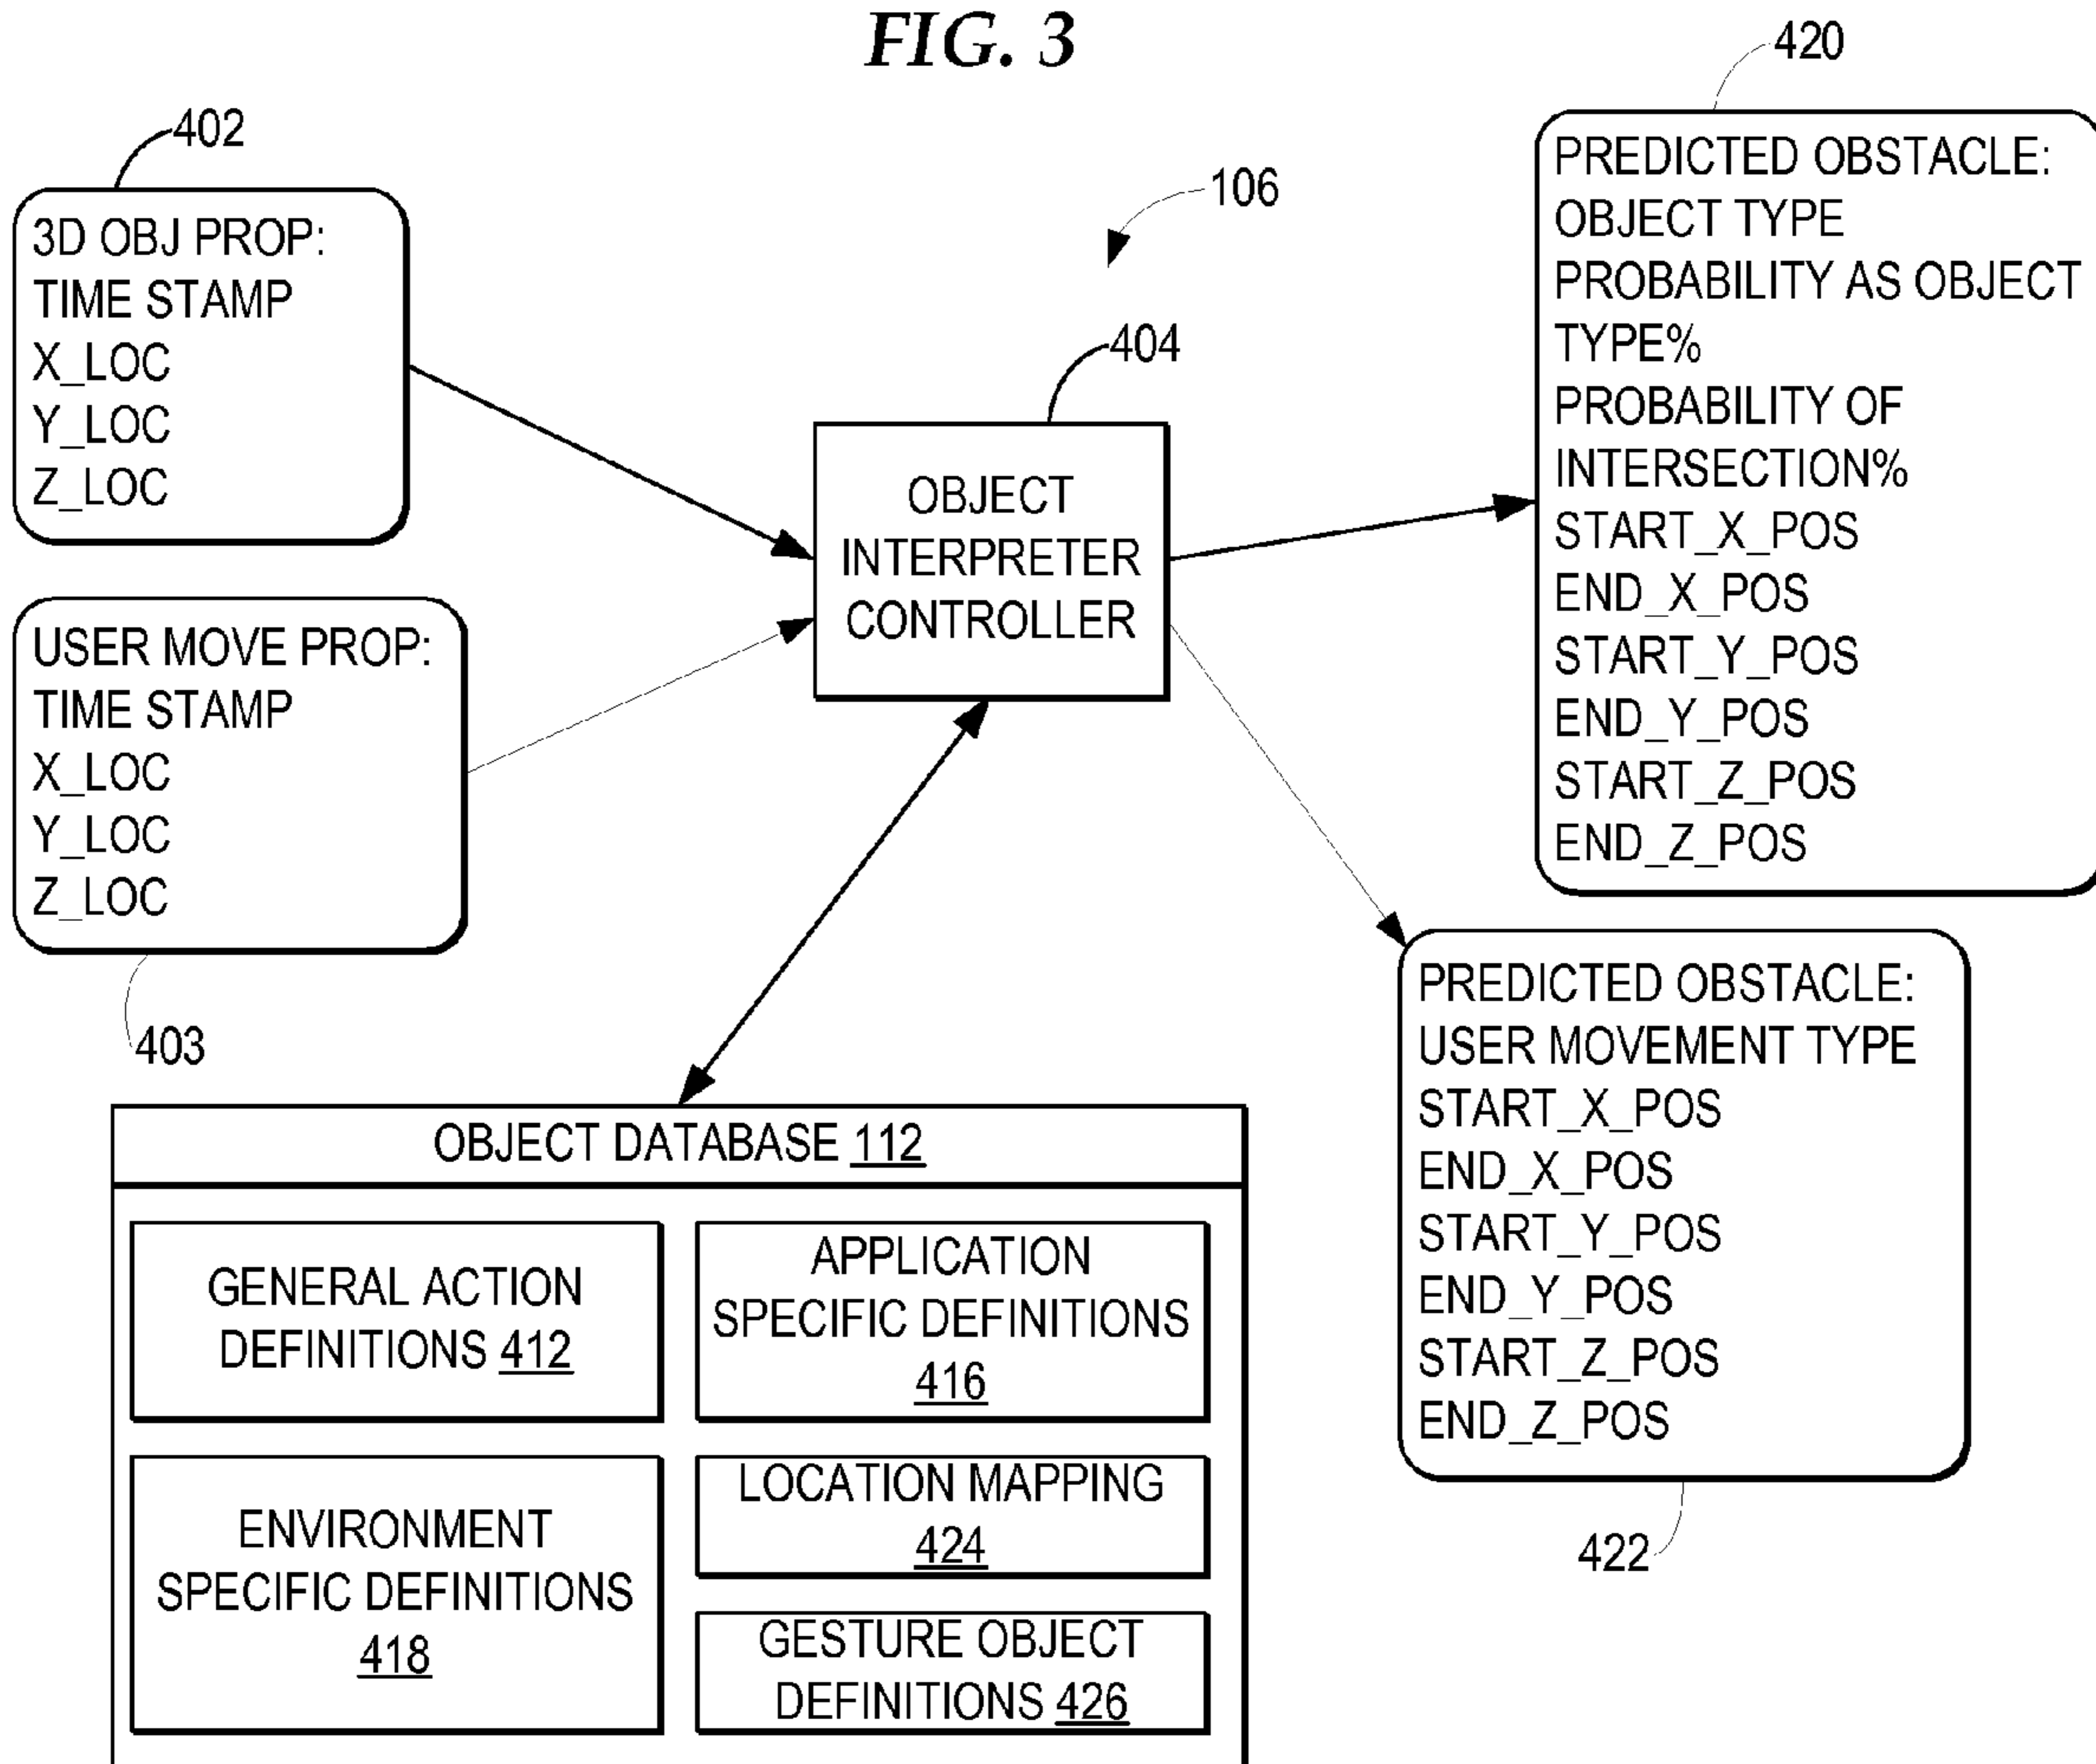 FIG. 3
402
3D OBJ PROP:
TIME STAMP
X_LOC
Y_LOC
Z_LOC
USER MOVE PROP:
TIME STAMP
X_LOC
Y_LOC
Z_LOC
403
106
404
OBJECT
INTERPRETER
CONTROLLER
420
PREDICTED OBSTACLE:
OBJECT TYPE
PROBABILITY AS OBJECT
TYPE%
PROBABILITY OF
INTERSECTION%
START_X_POS
END_X_POS
START_Y_POS
END_Y_POS
START_Z_POS
END_Z_POS
PREDICTED OBSTACLE:
USER MOVEMENT TYPE
START_X_POS
END_X_POS
START_Y_POS
END_Y_POS
START_Z_POS
END_Z_POS
422
OBJECT DATABASE 112
GENERAL ACTION
DEFINITIONS 412
APPLICATION
SPECIFIC DEFINITIONS
416
ENVIRONMENT
SPECIFIC DEFINITIONS
418
LOCATION MAPPING
424
GESTURE OBJECT
DEFINITIONS 426